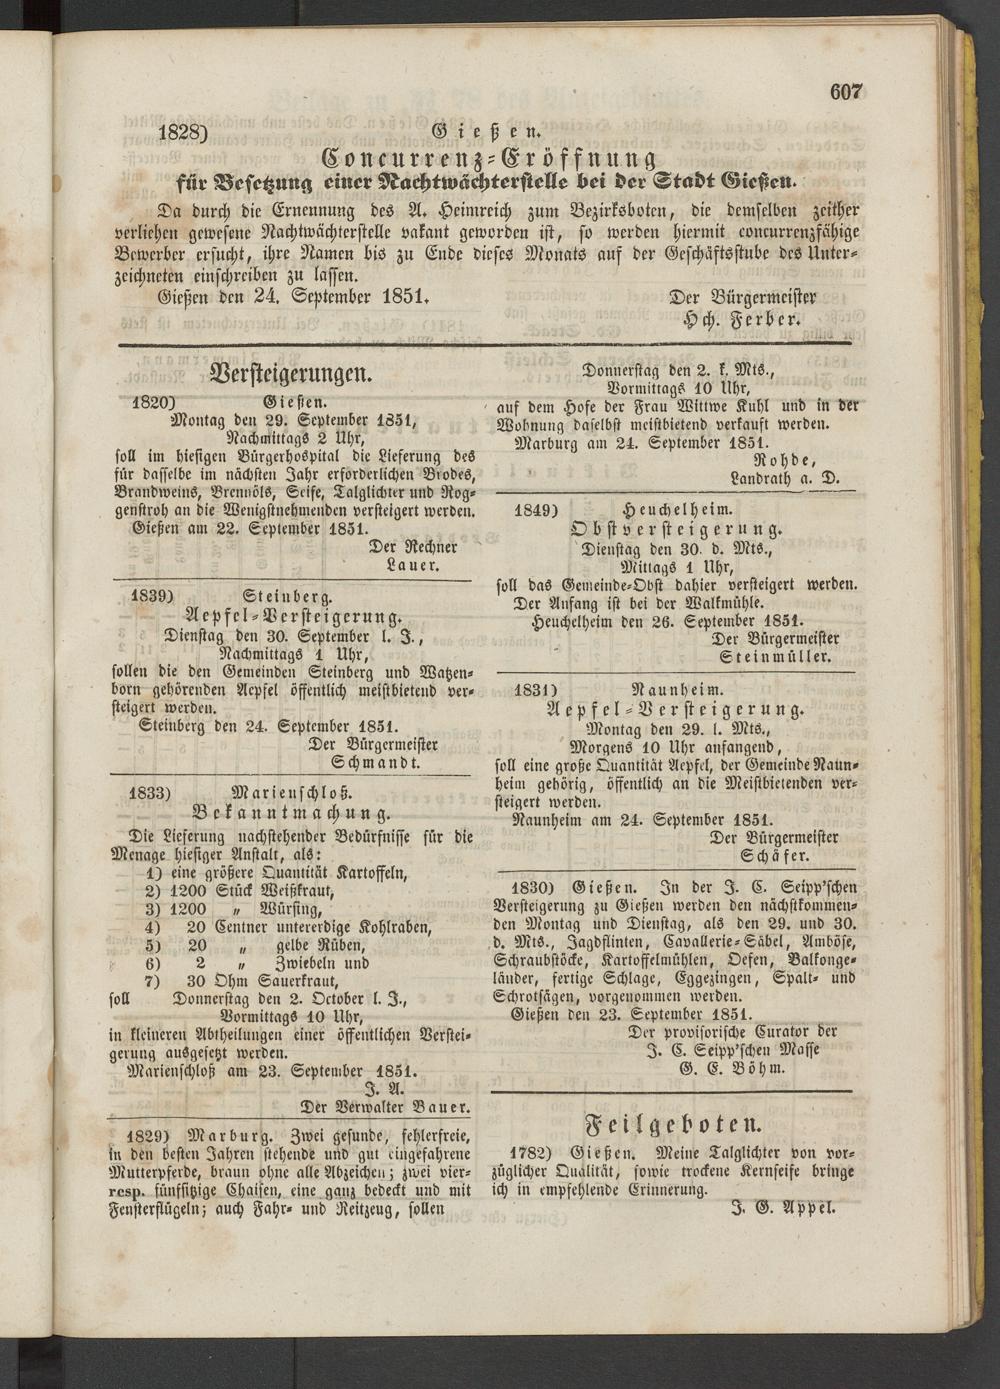 607
1828) Gießen.
Concurrenz-Eröffnung
für Besetzung einer Nachtwächterstelle bei der Stadt Gießen.
Da durch die Ernennung des A. Heimreich zum Bezirksboten, die demselben zeither
verliehen gewesene Nachtwächterstelle vakant geworden ist, so werden hiermit concurrenzfähige
Bewerber ersucht, ihre Namen bis zu Ende dieses Monats auf der Geschäftsstube des Unter-
zeichneten einschreiben zu lassen.
Gießen den 24. September 1851. Der Bürgermeister
Hch. Ferber.
Versteigerungen.
1820) Gießen.
Montag den 29. September 1851,
Nachmittags 2 Uhr,
soll im hiesigen Bürgerhospital die Lieferung des
für dasselbe im nächsten Jahr erforderlichen Brodes,
Brandweins, Brennöls, Seife, Talglichter und Rog-
genstroh an die Wenigstnehmenden versteigert werden.
Gießen am 22. September 1851.
Der Rechner
Lauer.
1839) Steinberg.
Aepfel-Versteigerung.
Dienstag den 30. September l. J.,
Nachmittags 1 Uhr,
sollen die den Gemeinden Steinberg und Watzen-
born gehörenden Aepfel öffentlich meistbietend ver-
steigert werden.
Steinberg den 24. September 1851.
Der Bürgermeister
Schmandt.
1833) Marienschloß.
Bekanntmachung.
Die Lieferung nachstehender Bedürfnisse für die
Menage hiesiger Anstalt, als:
1) eine größere Quantität Kartoffeln,
2) 1200 Stück Weißkraut,
3) 1200 „ Würsing,
4) 20 Centner untererdige Kohlraben,
5) 20 „ gelbe Rüben,
6) 2 „ Zwiebeln und
7) 30 Ohm Sauerkraut,
soll Donnerstag den 2. October l. J.,
Vormittags 10 Uhr,
in kleineren Abtheilungen einer öffentlichen Verstei-
gerung ausgesetzt werden.
Marienschloß am 23. September 1851.
J. A.
Der Verwalter Bauer.
1829) Marburg. Zwei gesunde, fehlerfreie,
in den besten Jahren stehende und gut eingefahrene
Mutterpferde, braun ohne alle Abzeichen; zwei vier-
resp. fünfsitzige Chaisen, eine ganz bedeckt und mit
Fensterflügeln; auch Fahr- und Reitzeug, sollen
Donnerstag den 2. k. Mts.,
Vormittags 10 Uhr,
auf dem Hofe der Frau Wittwe Kuhl und in der
Wohnung daselbst meistbietend verkauft werden.
Marburg am 24. September 1851.
Rohde,
Landrath a. D.
1849) Heuchelheim.
Obstversteigerung.
Dienstag den 30. d. Mts.,
Mittags 1 Uhr,
soll das Gemeinde-Obst dahier versteigert werden.
Der Anfang ist bei der Walkmühle.
Heuchelheim den 26. September 1851.
Der Bürgermeister
Steinmüller.
1831) Naunheim.
Aepfel-Versteigerung.
Montag den 29. l. Mts.,
Morgens 10 Uhr anfangend,
soll eine große Quantität Aepfel, der Gemeinde Naun-
heim gehörig, öffentlich an die Meistbietenden ver-
steigert werden.
Naunheim am 24. September 1851.
Der Bürgermeister
Schäfer.
1830) Gießen. In der J. C. Seipp'schen
Versteigerung zu Gießen werden den nächstkommen-
den Montag und Dienstag, als den 29. und 30.
d. Mts., Jagdflinten, Cavallerie-Säbel, Amböse,
Schraubstöcke, Kartoffelmühlen, Oefen, Balkonge-
länder, fertige Schlage, Eggezingen, Spalt- und
Schrotsägen, vorgenommen werden.
Gießen den 23. September 1851.
Der provisorische Curator der
J. C. Seipp'schen Masse
G. E. Böhm.
Feilgeboten.
1782) Gießen. Meine Talglichter von vor-
züglicher Qualität, sowie trockene Kernseife bringe
ich in empfehlende Erinnerung.
J. G. Appel.